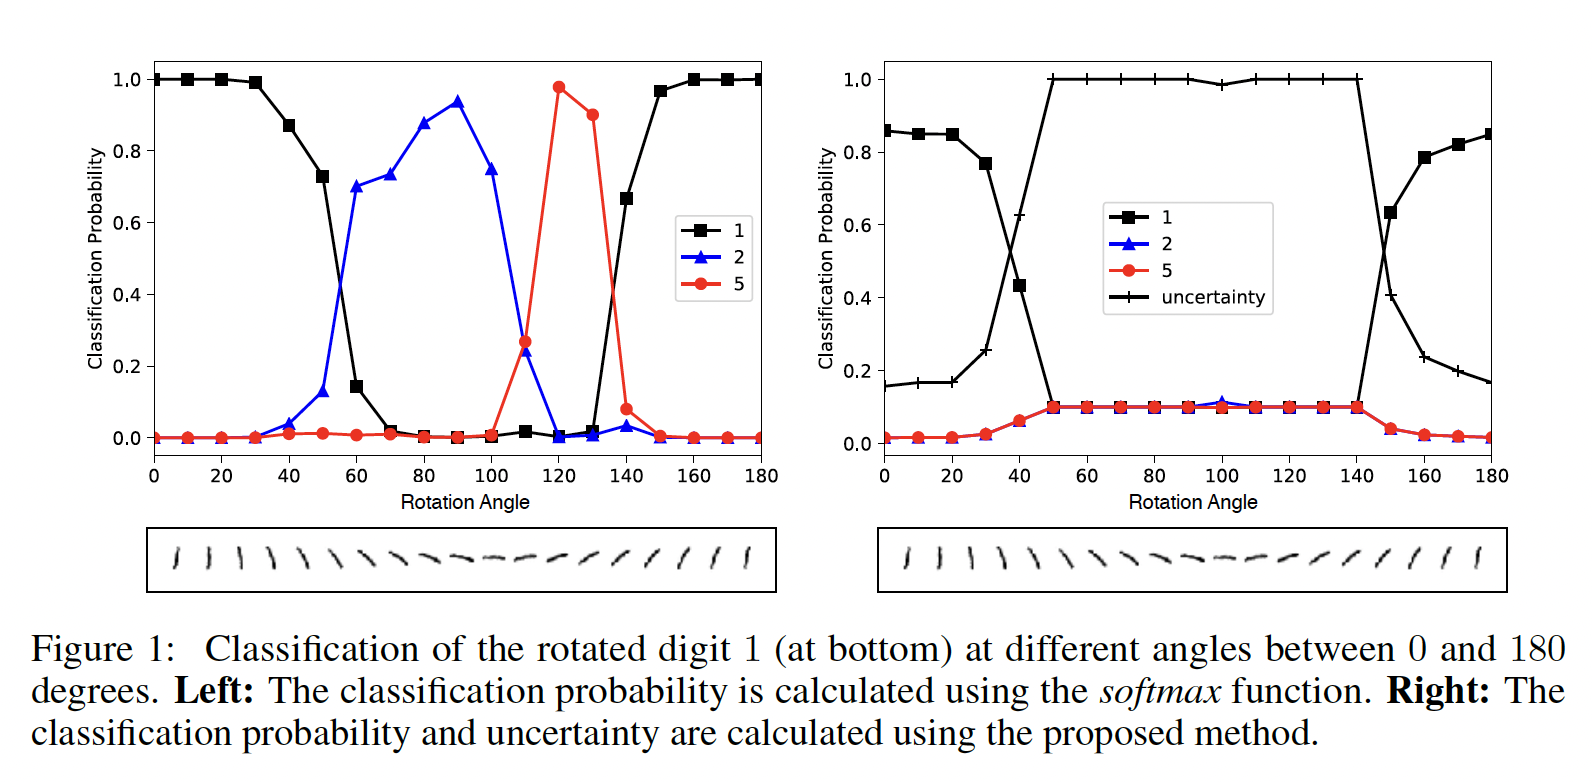 1.0
0.8
0.6
0.4
0.2
0.0
Classification Probability
0 20 40 60 80 100 120 140 160 180
Rotation Angle
1
2
5
1.0
0.8
0.6
0.4
0.2
0.0
Classification Probability
0 20 40 60 80 100 120 140 160 180
Rotation Angle
1
2
5
uncertainty
Figure 1: Classification of the rotated digit 1 (at bottom) at different angles between 0 and 180
degrees. Left: The classification probability is calculated using the softmax function. Right: The
classification probability and uncertainty are calculated using the proposed method.